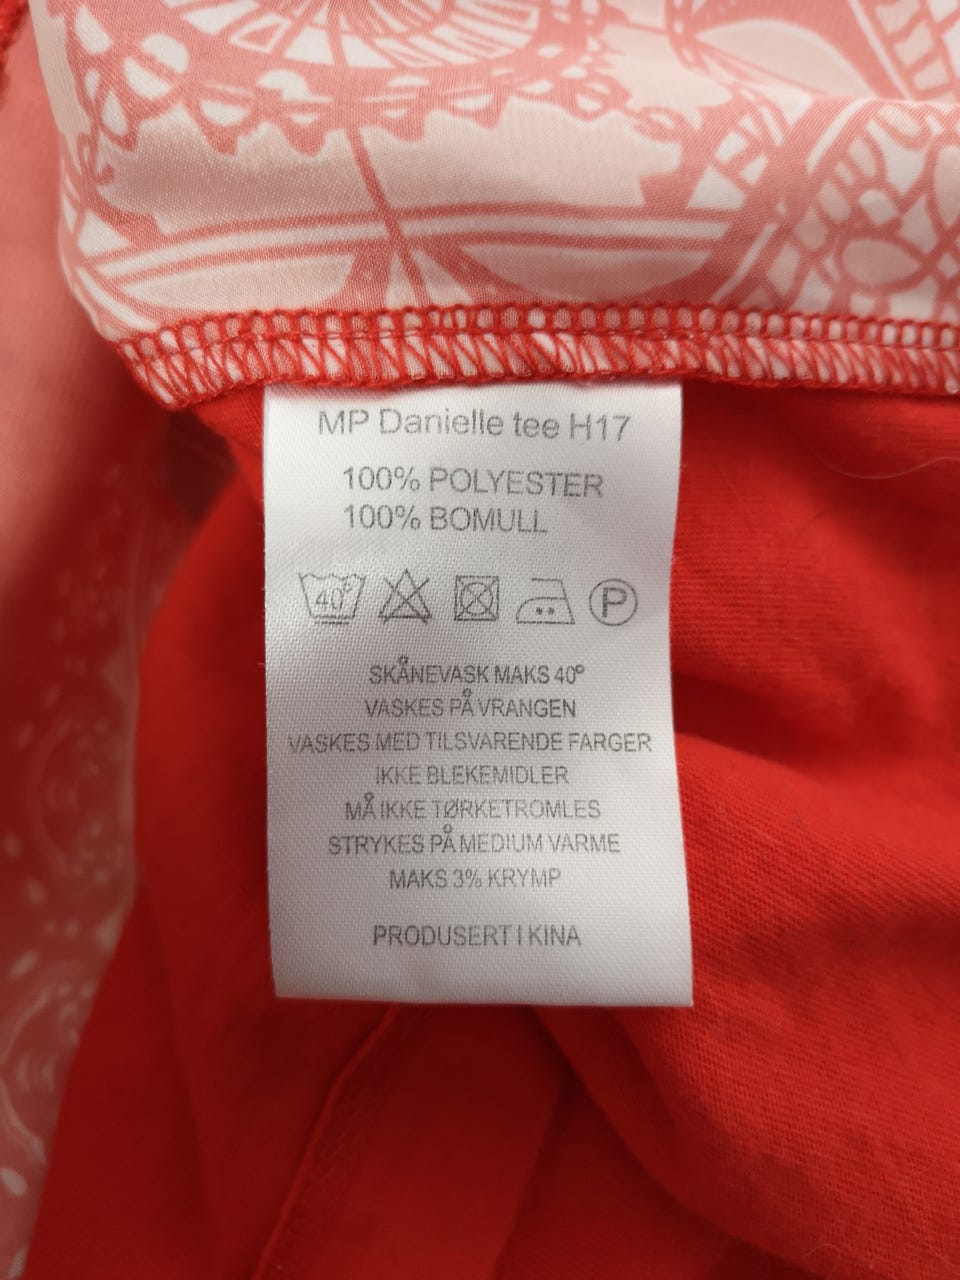 MP Danielle tee H17
100% POLYESTER
100% BOMULL
40° P
SKÅNEVASK MAKS 40°
VASKES PÅ VRANGEN
VASKES MED TILSVARENDE FARGER
IKKE BLEKEMIDLER
MÅ IKKE TØRKETROMLES
STRYKES PÅ MEDIUM VARME
MAKS 3% KRYMP
PRODUSERT I KINA